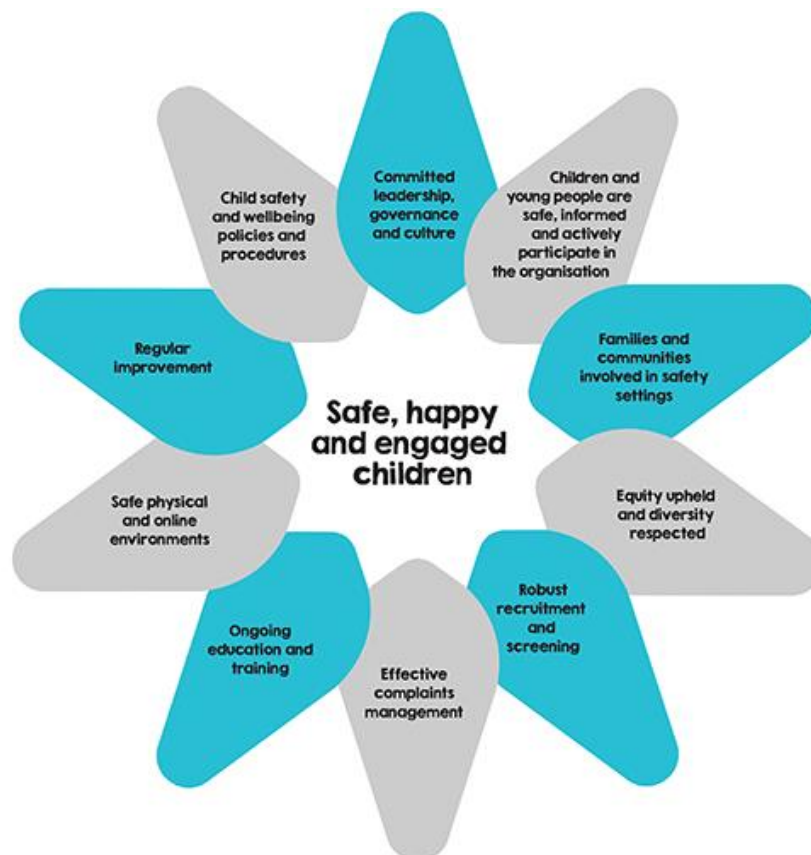 Committed
leadership,
governance
and culture
Children and
young people are
safe, informed
and actively
participate in
the organisation
Families and
communities
involved in safety
settings
Equity upheld
and diversity
respected
Robust
recruitment
and
screening
Effective
complaints
management
Ongoing
education and
training
Safe physical
and online
environments
Regular
improvement
Child safety
and wellbeing
policies and
procedures
Safe, happy
and engaged
children